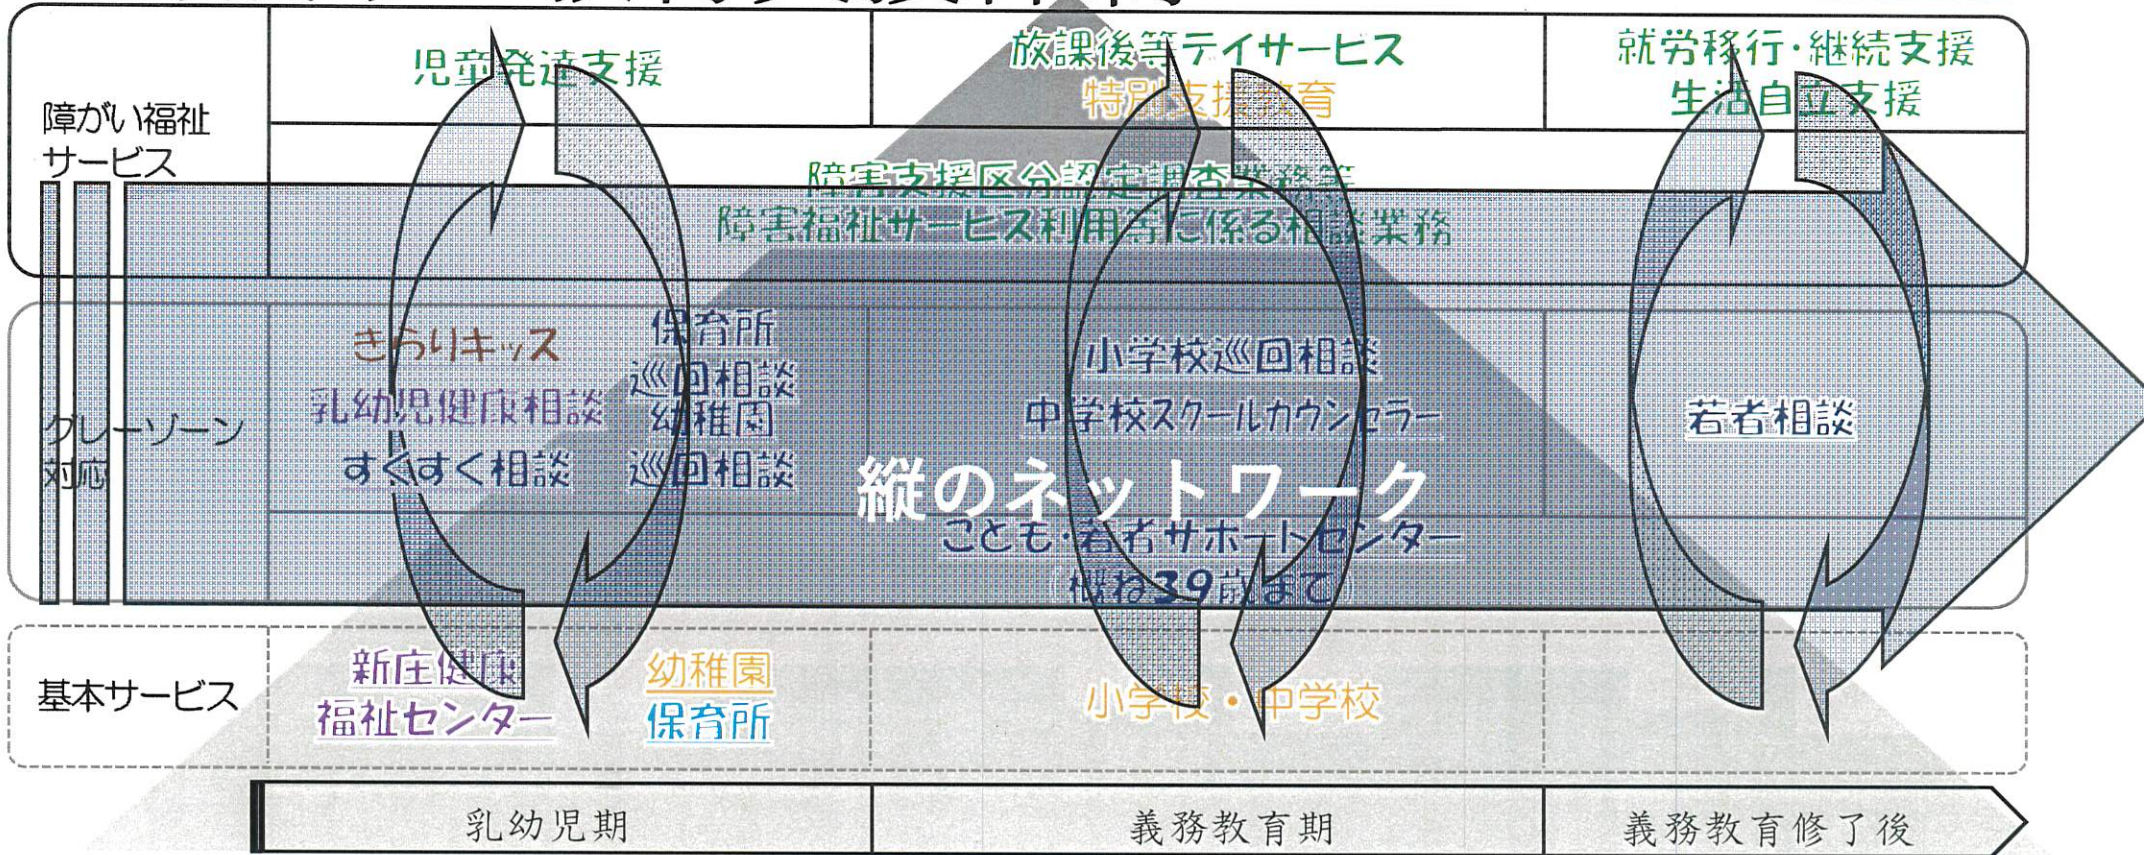 児童発達支援
放課後等デイサービス
特別支援教育
就労移行・継続支援
生活自立支援
障がい福祉
サービス
障害支援区分認定調査業務等
障害福祉サービス利用等に係る相談業務
きらりキッズ
乳幼児健康相談
すくすく相談
保育所
巡回相談
幼稚園
巡回相談
小学校巡回相談
中学校スクールカウンセラー
若者相談
グレーゾーン
対応
縦のネットワーク
こども・若者サポートセンター
(概ね39歳まで)
基本サービス
新庄健康
福祉センター
幼稚園
保育所
小学校・中学校
乳幼児期
義務教育期
義務教育修了後